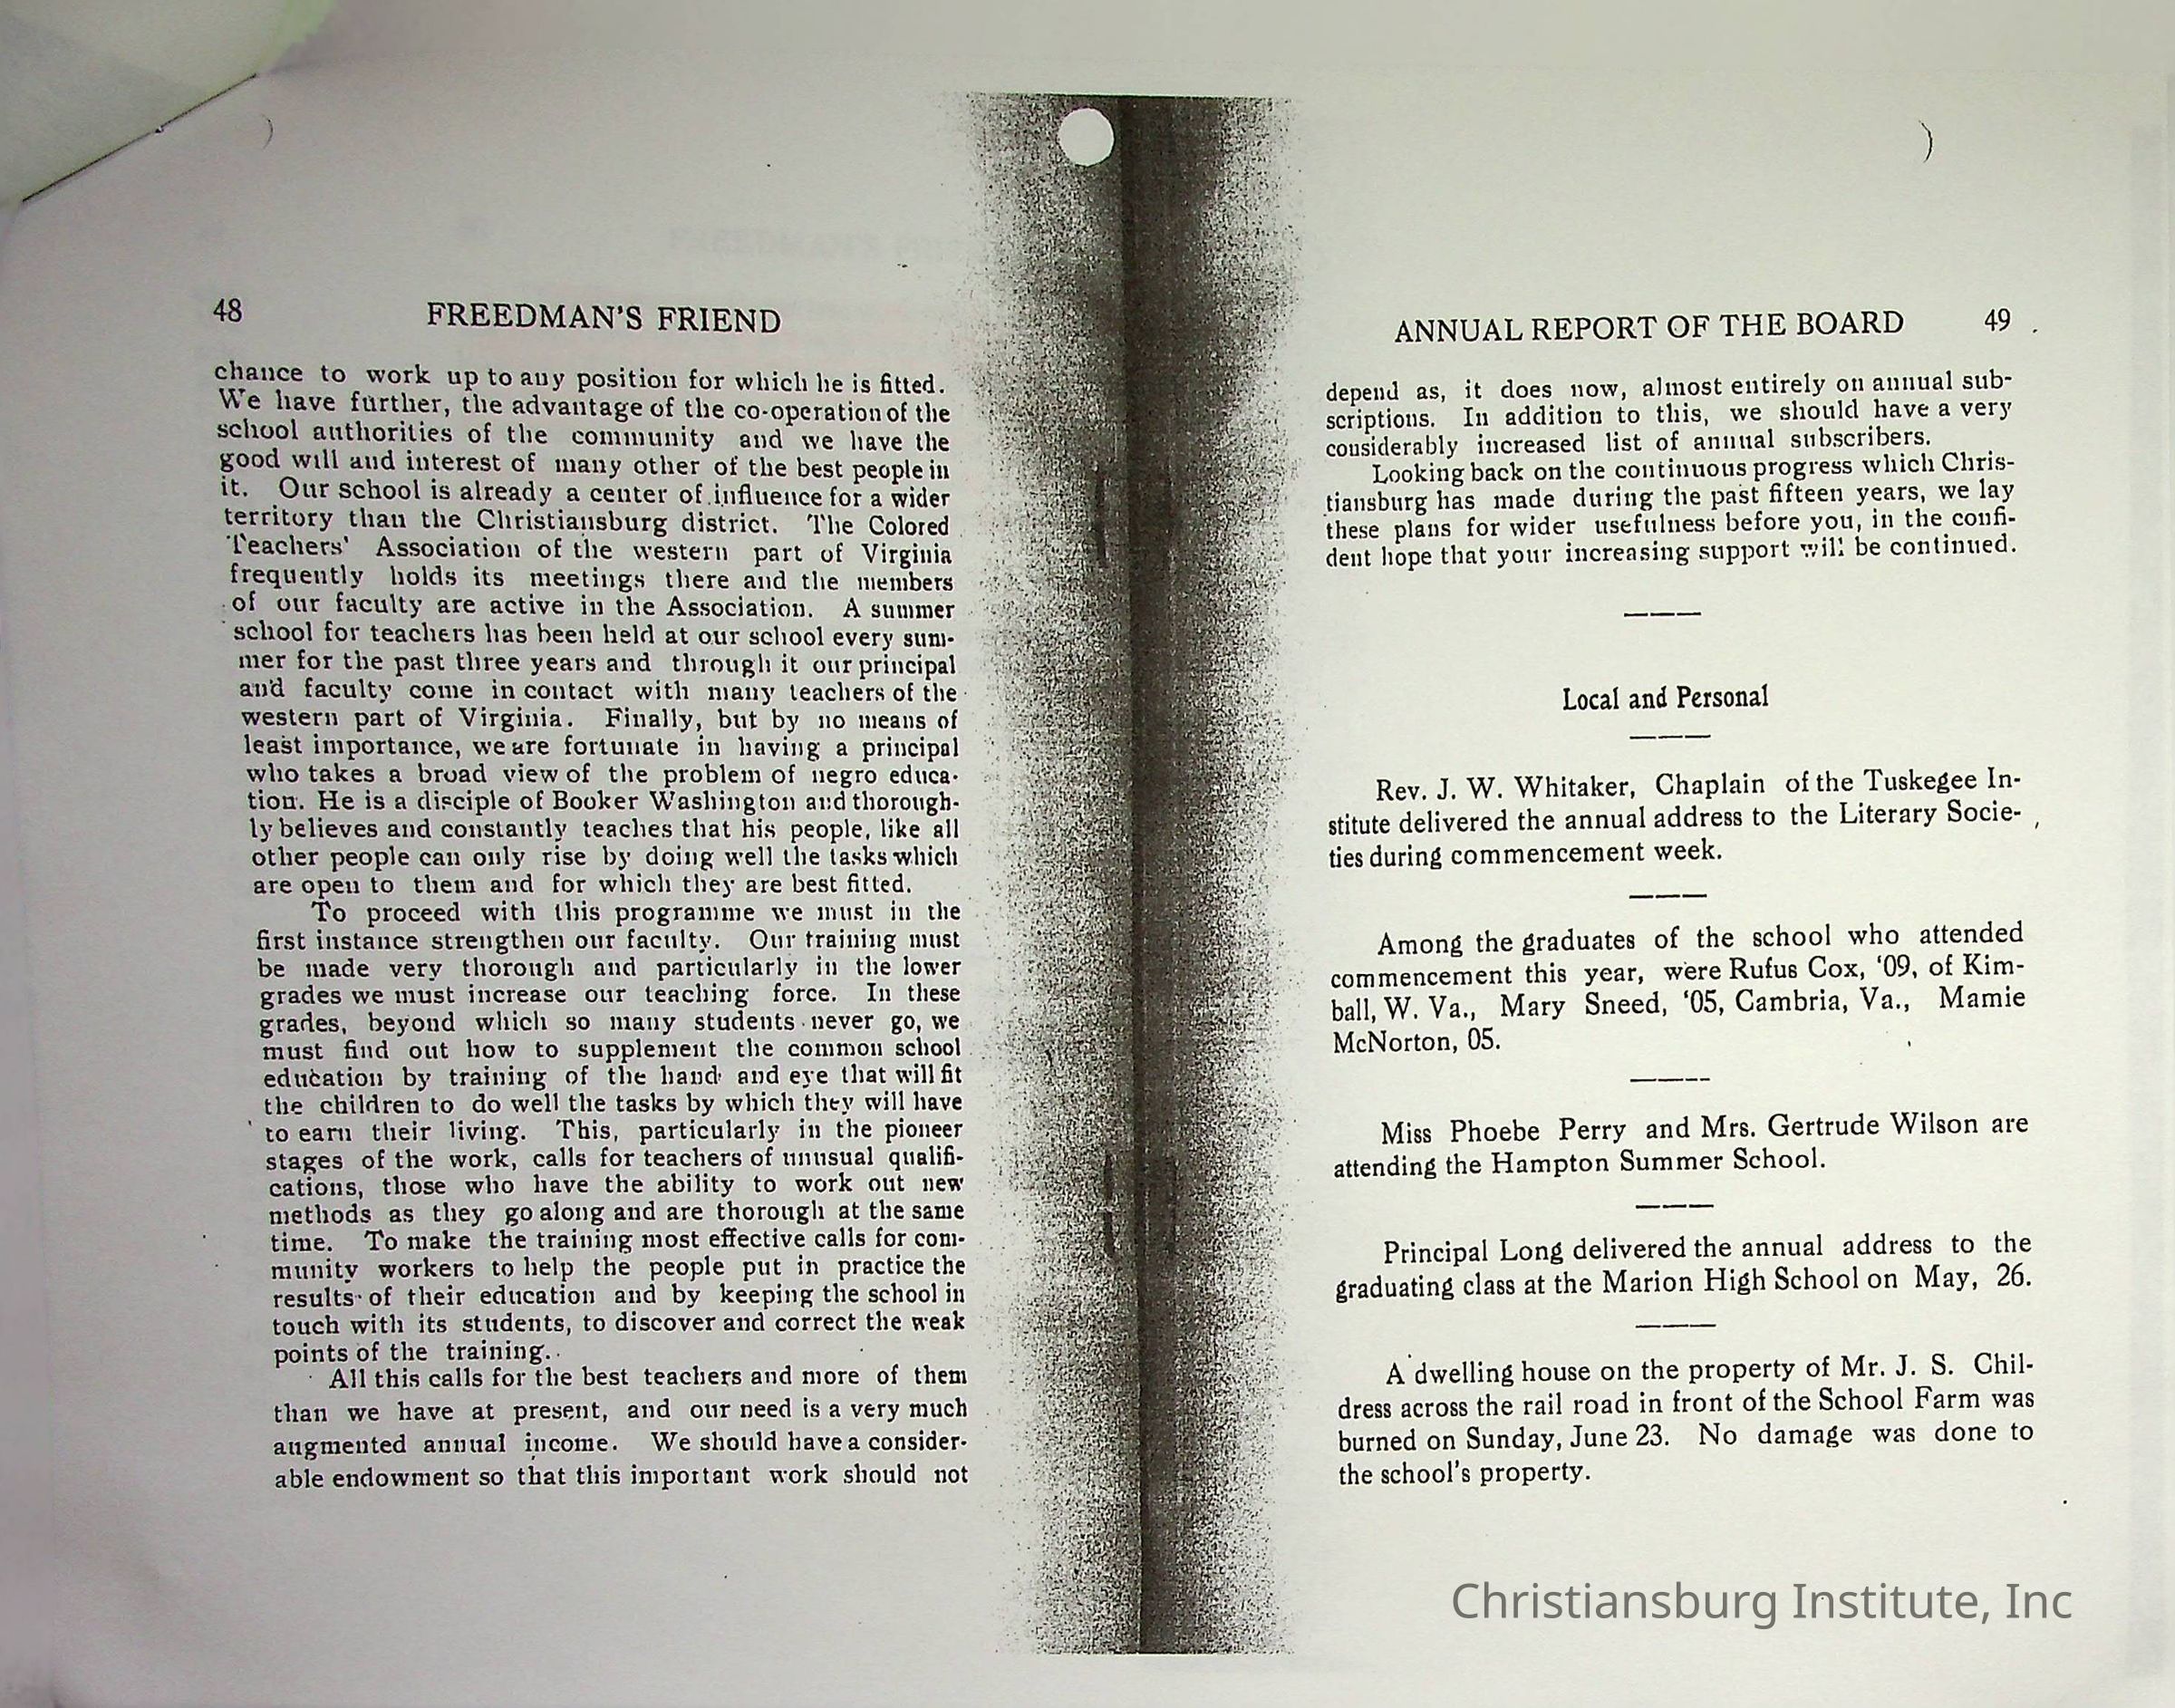 48 FREEDMAN'S FRIEND
chance to work up to any position for which he is fitted.
We have further, the advantage of the co-operation of the
school authorities of the community and we have the
good will and interest of many other of the best people in
it. Our school is already a center of influence for a wider
territory than the Christiansburg district. The Colored
Teachers' Association of the western part of Virginia
frequently holds its meetings there and the members
of our faculty are active in the Association. A summer
school for teachers has been held at our school every sum-
mer for the past three years and through it our principal
and faculty come in contact with many teachers of the
western part of Virginia. Finally, but by no means of
least importance, we are fortunate in having a principal
who takes a broad view of the problem of negro educa-
tion. He is a disciple of Booker Washington and thorough-
ly believes and constantly teaches that his people, like all
other people can only rise by doing well the tasks which
are open to them and for which they are best fitted.
To proceed with this programme we must in the
first instance strengthen our faculty. Our training must
be made very thorough and particularly in the lower
grades we must increase our teaching force. In these
grades, beyond which so many students never go, we
must find out how to supplement the common school
education by training of the hand and eye that will fit
the children to do well the tasks by which they will have
to earn their living. This, particularly in the pioneer
stages of the work, calls for teachers of unusual qualifi-
cations, those who have the ability to work out new
methods as they go along and are thorough at the same
time. To make the training most effective calls for com-
munity workers to help the people put in practice the
results of their education and by keeping the school in
touch with its students, to discover and correct the weak
points of the training.
All this calls for the best teachers and more of them
than we have at present, and our need is a very much
augmented annual income. We should have a consider-
able endowment so that this important work should not
ANNUAL REPORT OF THE BOARD 49
depend as, it does now, almost entirely on annual sub-
scriptions. In addition to this, we should have a very
considerably increased list of annual subscribers.
Looking back on the continuous progress which Chris-
tiansburg has made during the past fifteen years, we lay
these plans for wider usefulness before you, in the confi-
dent hope that your increasing support will be continued.
Local and Personal
Rev. J. W. Whitaker, Chaplain of the Tuskegee In-
stitute delivered the annual address to the Literary Socie-
ties during commencement week.
Among the graduates of the school who attended
commencement this year, were Rufus Cox, '09, of Kim-
ball, W. Va., Mary Sneed, '05, Cambria, Va., Mamie
McNorton, 05.
Miss Phoebe Perry and Mrs. Gertrude Wilson are
attending the Hampton Summer School.
Principal Long delivered the annual address to the
graduating class at the Marion High School on May, 26.
A dwelling house on the property of Mr. J. S. Chil-
dress across the rail road in front of the School Farm was
burned on Sunday, June 23. No damage was done to
the school's property.
Christiansburg Institute, Inc